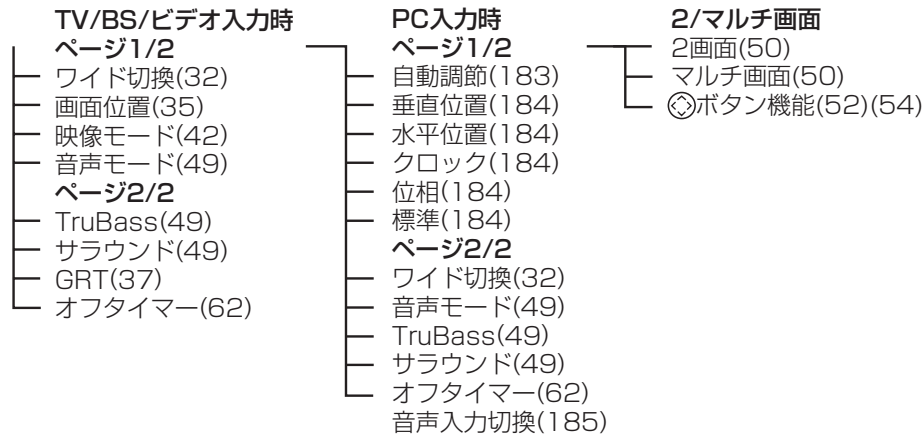 TV/BS/ビデオ入力時
ページ1/2
ワイド切換(32)
画面位置(35)
映像モード(42)
音声モード(49)
ページ2/2
TruBass(49)
サラウンド(49)
GRT(37)
オフタイマー(62)
PC入力時
ページ1/2
自動調節(183)
垂直位置(184)
水平位置(184)
クロック(184)
位相(184)
標準(184)
ページ2/2
ワイド切換(32)
音声モード(49)
TruBass(49)
サラウンド(49)
オフタイマー(62)
音声入力切換(185)
2/マルチ画面
2画面(50)
マルチ画面(50)
ボタン機能(52)(54)